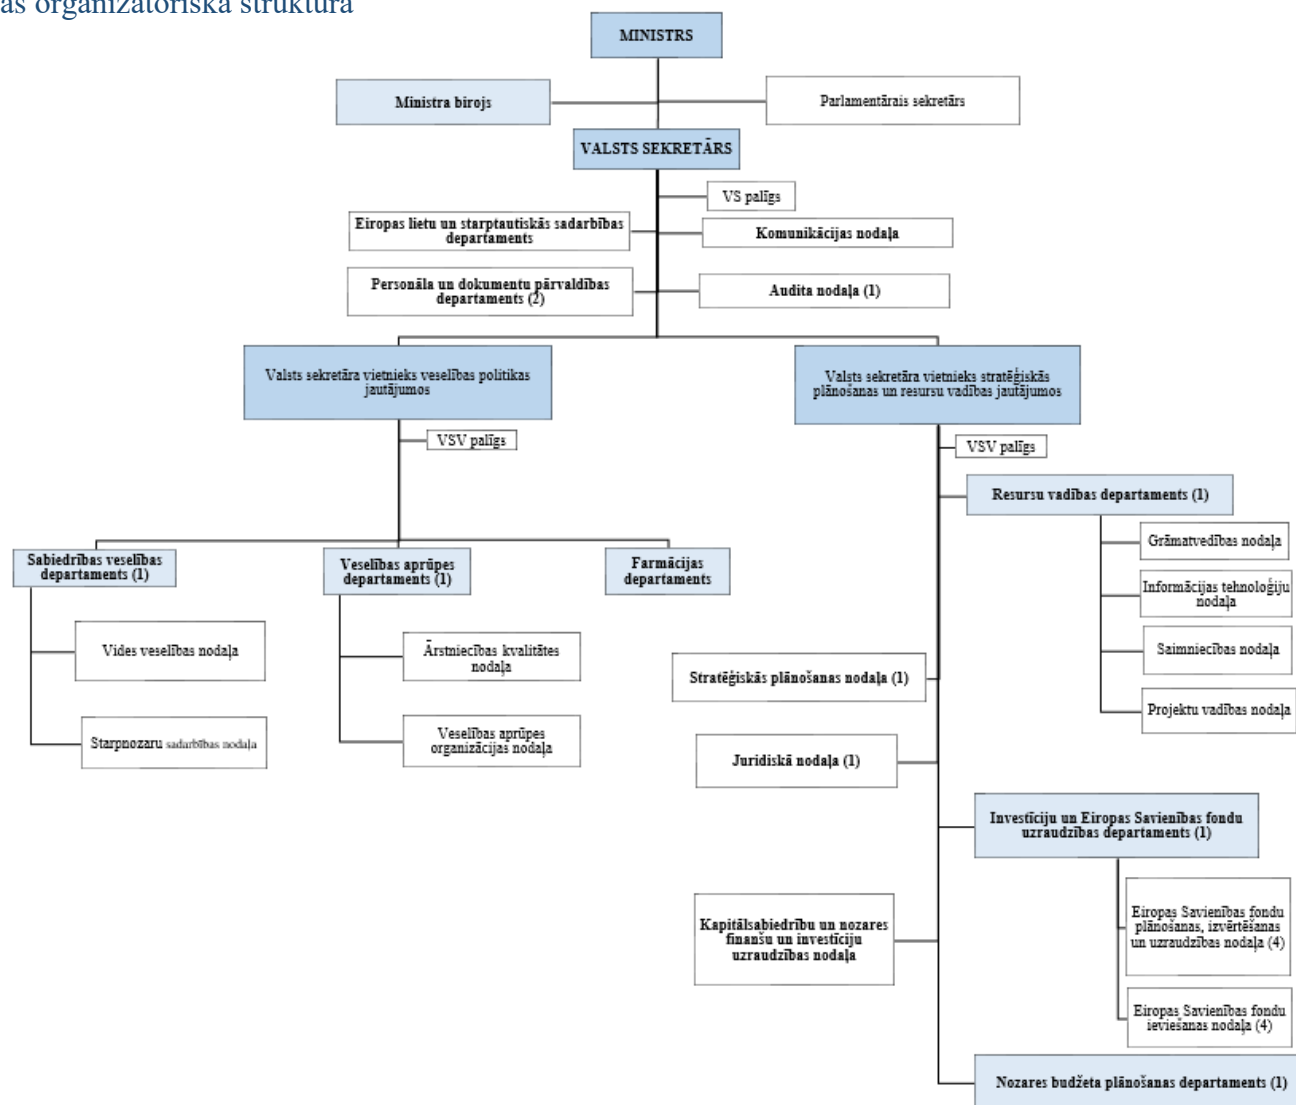 as organizatoriskā struktūra
MINISTRS
Ministra birojs
Parlamentārais sekretārs
VALSTS SEKRETĀRS
VS palīgs
Eiropas lietu un starptautiskās sadarbības
departaments
Komunikācijas nodaļa
Personāla un dokumentu pārvaldības
departaments (2)
Audita nodaļa (1)
Valsts sekretāra vietnieks veselības politikas
jautājumos
Valsts sekretāra vietnieks stratēģiskās
plānošanas un resursu vadības jautājumos
VSV palīgs
VSV palīgs
Resursu vadības departaments (1)
Grāmatvedības nodaļa
Informācijas tehnoloģiju
nodaļa
Saimniecības nodaļa
Projektu vadības nodaļa
Sabiedrības veselības
departaments (1)
Veselības aprūpes
departaments (1)
Farmācijas
departaments
Vides veselības nodaļa
Starpnozaru sadarbības nodaļa
Ārstniecības kvalitātes
nodaļa
Veselības aprūpes
organizācijas nodaļa
Stratēģiskās plānošanas nodaļa (1)
Juridiskā nodaļa (1)
Investīciju un Eiropas Savienības fondu
uzraudzības departaments (1)
Kapitālsabiedrību un nozares
finanšu un investīciju
uzraudzības nodaļa
Eiropas Savienības fondu
plānošanas, izvērtēšanas
un uzraudzības nodaļa (4)
Eiropas Savienības fondu
ieviešanas nodaļa (4)
Nozares budžeta plānošanas departaments (1)